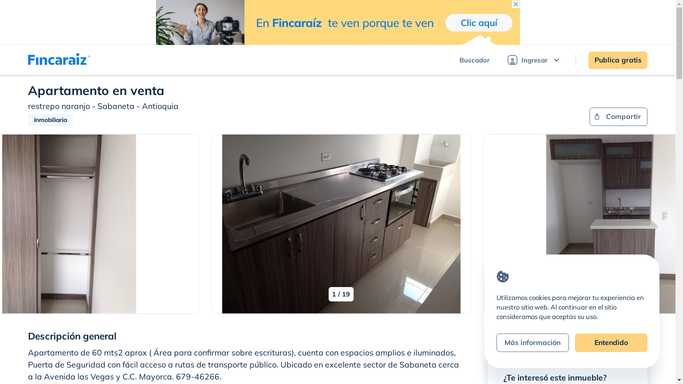 En Fincaraíz te ven porque te ven
Clic aquí
Fincaraiz
Buscador
Ingresar
Publica gratis
Apartamento en venta
restrepo naranjo - Sabaneta - Antioquia
Inmobiliaria
Compartir
1 / 19
Utilizamos cookies para mejorar tu experiencia en
nuestro sitio web. Al continuar en el sitio
consideramos que aceptas su uso.
Más información
Entendido
Descripción general
Apartamento de 60 mts2 aprox ( Área para confirmar sobre escrituras), cuenta con espacios amplios e iluminados,
Puerta de Seguridad con fácil acceso a rutas de transporte público. Ubicado en excelente sector de Sabaneta cerca
a la Avenida las Vegas y C.C. Mayorca. 679-46266.
¿Te interesó este inmueble?